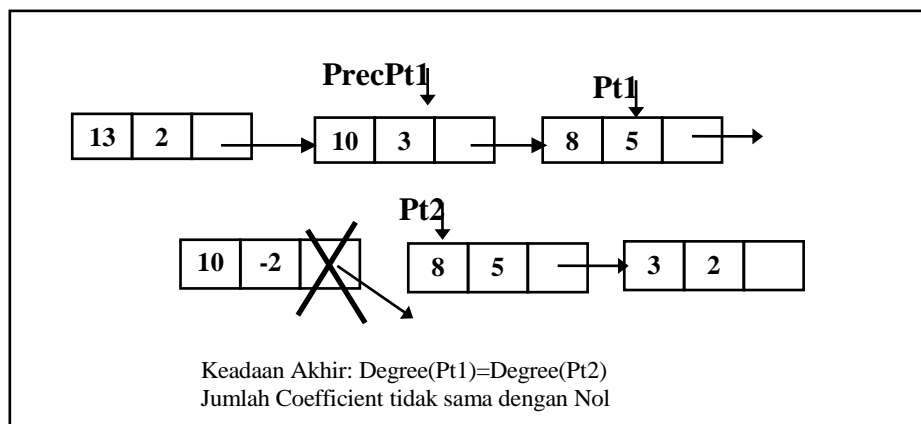 PrecPt1
Pt1
13 2 10 3 8 5
Pt2
10 -2 8 5 3 2
Keadaan Akhir: Degree(Pt1)=Degree(Pt2)
Jumlah Coefficient tidak sama dengan Nol